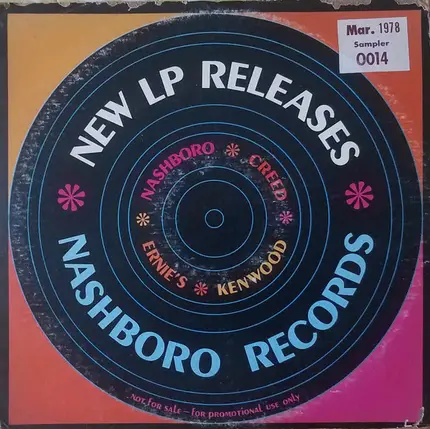 Mar. 1978
Sampler
0014
NEW LP RELEASES
NASHBORO * CREED
ERNIE'S * KENWOOD
NASHBORO RECORDS
NOT FOR SALE — FOR PROMOTIONAL USE ONLY